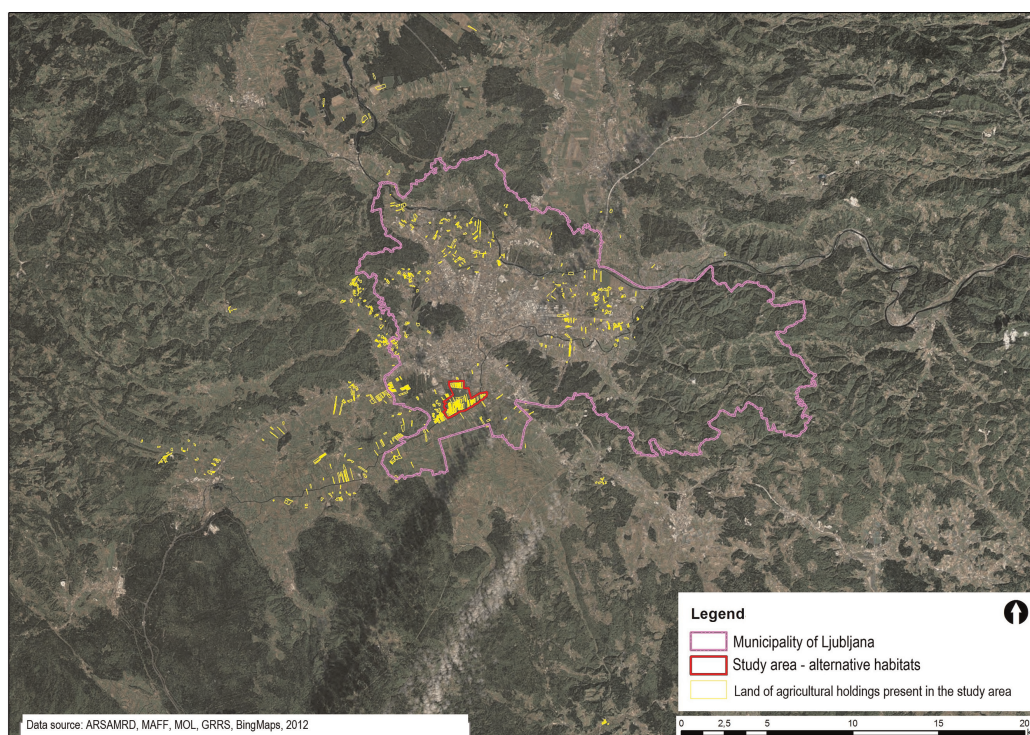 Legend
Municipality of Ljubljana
Study area - alternative habitats
Land of agricultural holdings present in the study area
Data source: ARSAMRD, MAFF, MOL, GRRS, BingMaps, 2012
0 2,5 5 10 15 20